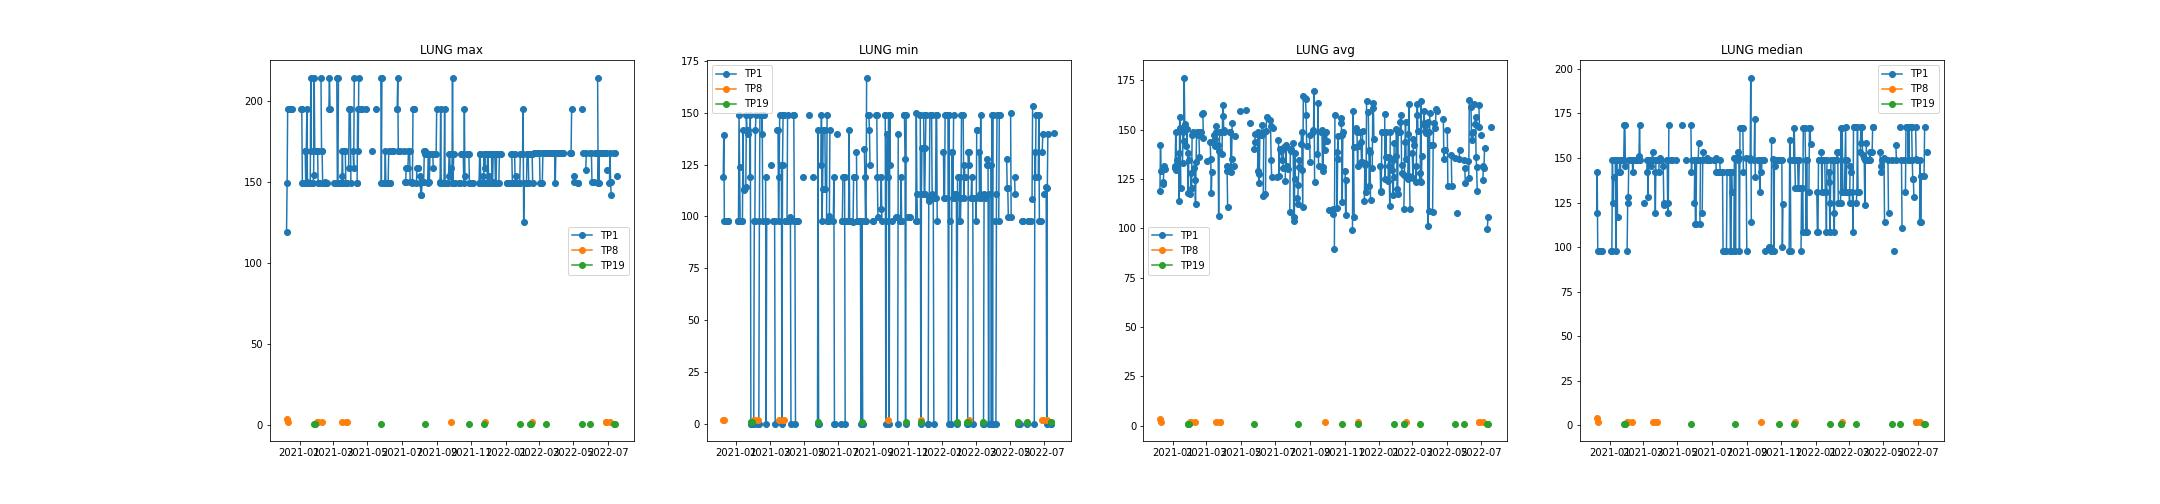 LUNG max
200
150
100
50
0
2021-01 2021-03 2021-05 2021-07 2021-09 2021-11 2022-01 2022-03 2022-05 2022-07
TP1
TP8
TP19
LUNG min
175
150
125
100
75
50
25
0
2021-01 2021-03 2021-05 2021-07 2021-09 2021-11 2022-01 2022-03 2022-05 2022-07
TP1
TP8
TP19
LUNG avg
175
150
125
100
75
50
25
0
2021-01 2021-03 2021-05 2021-07 2021-09 2021-11 2022-01 2022-03 2022-05 2022-07
TP1
TP8
TP19
LUNG median
200
175
150
125
100
75
50
25
0
2021-01 2021-03 2021-05 2021-07 2021-09 2021-11 2022-01 2022-03 2022-05 2022-07
TP1
TP8
TP19